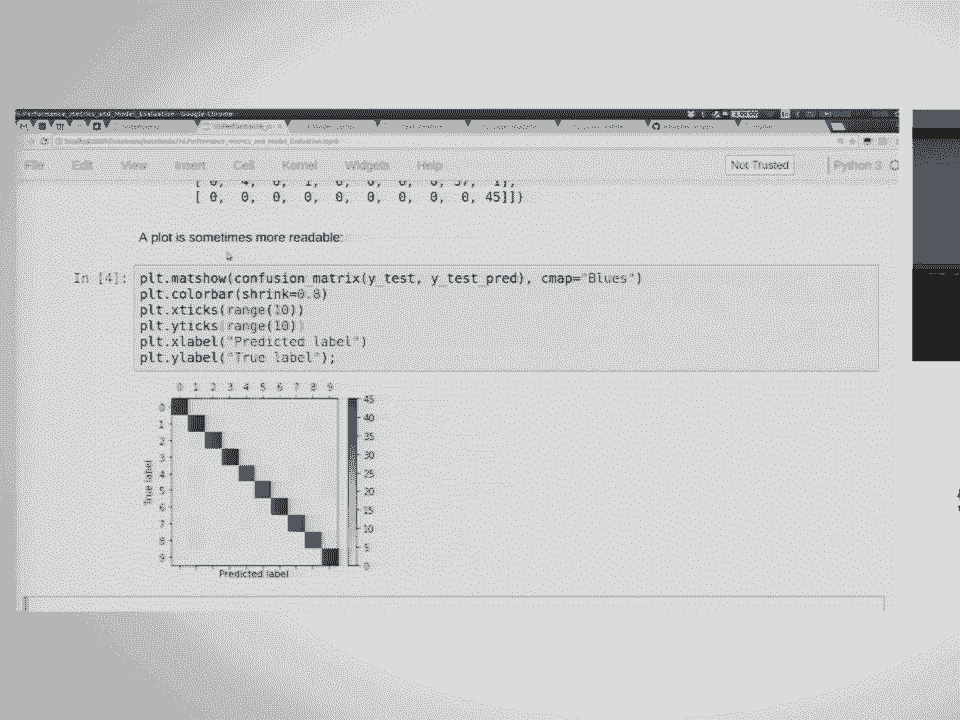 Performance_Metrics_and_Model_Evaluation - Google Chrome
File Edit View Insert Cell Kernel Widgets Help Not Trusted Python 3
[ 0, 4, 0, 1, 0, 0, 0, 0, 37, 1],
[ 0, 0, 0, 0, 0, 0, 0, 0, 0, 45]])
A plot is sometimes more readable:
In [4]: plt.matshow(confusion_matrix(y_test, y_test_pred), cmap="Blues")
plt.colorbar(shrink=0.8)
plt.xticks(range(10))
plt.yticks(range(10))
plt.xlabel("Predicted label")
plt.ylabel("True label");
0 1 2 3 4 5 6 7 8 9
0
1
2
3
4
5
6
7
8
9
True label
Predicted label
45
40
35
30
25
20
15
10
5
0